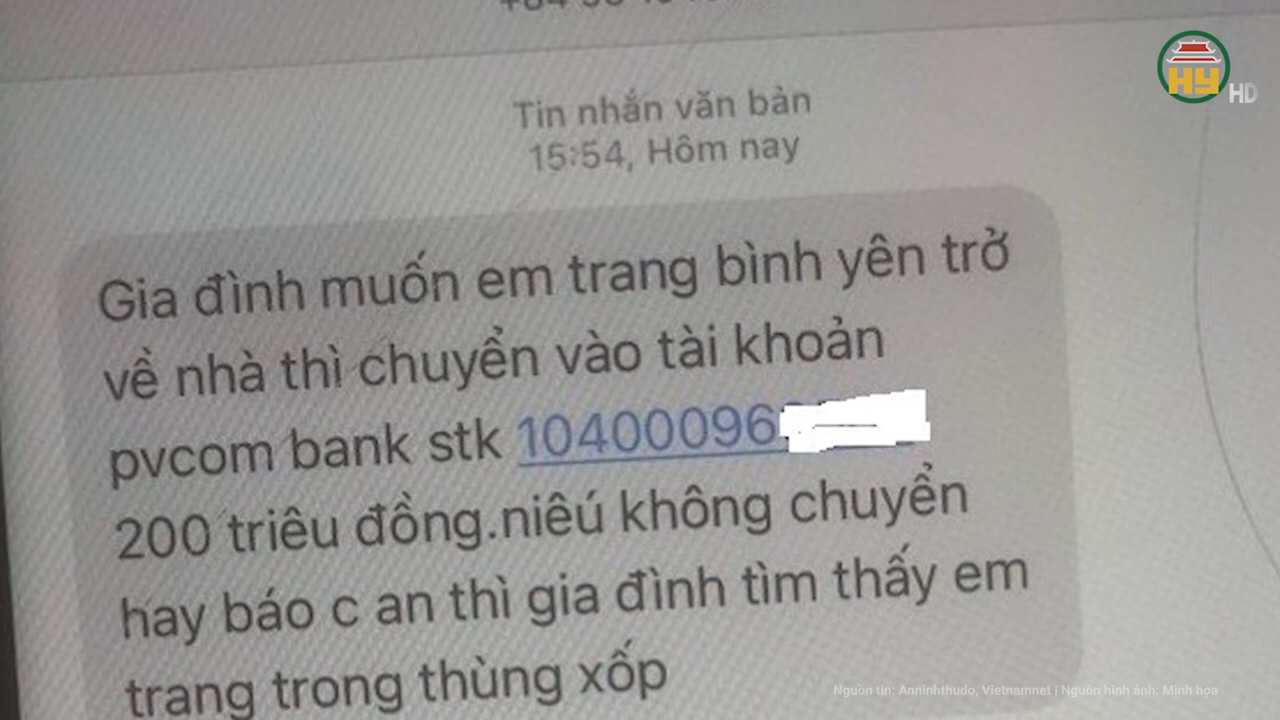 Tin nhắn văn bản
15:54, Hôm nay
HY
HD
Gia đình muốn em trang bình yên trở
về nhà thì chuyển vào tài khoản
pvcom bank stk 10400096
200 triêu đồng.niêú không chuyển
hay báo c an thì gia đình tìm thấy em
trang trong thùng xốp
Nguồn tin: Anninhthudo, Vietnamnet | Nguồn hình ảnh: Minh họa